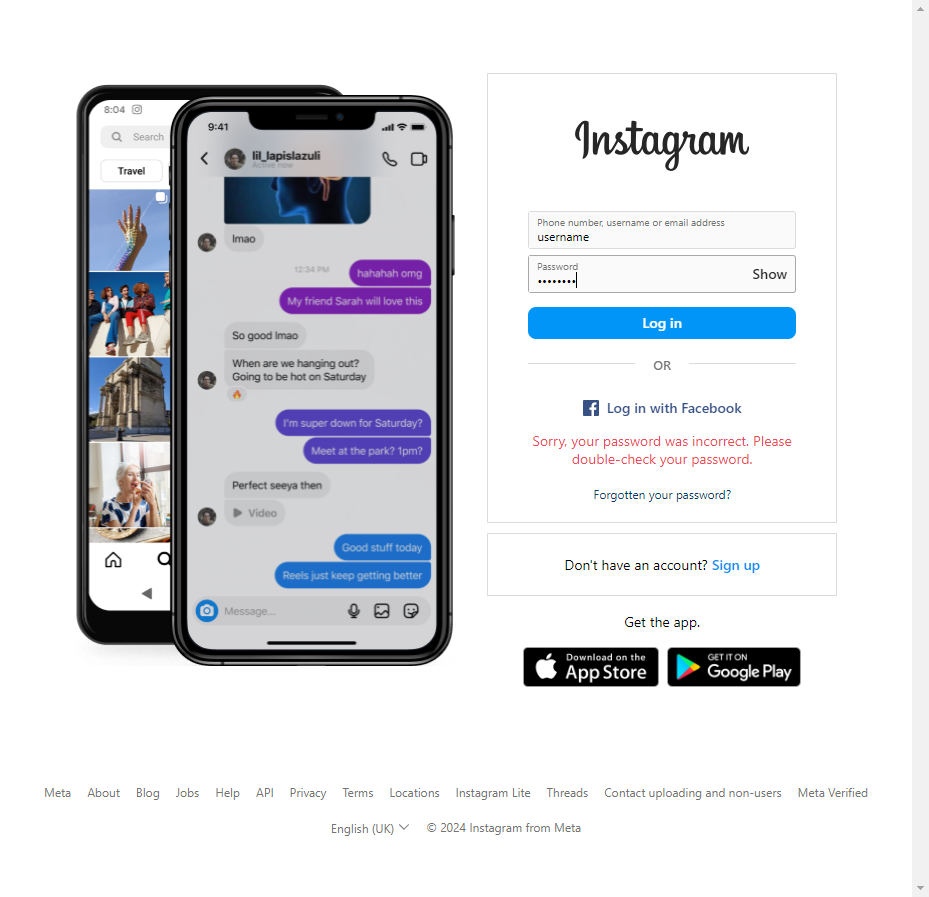 8:04
Search
Travel
9:41
lil_lapislazuli
Active now
lmao
12:34 PM
hahahah omg
My friend Sarah will love this
So good lmao
When are we hanging out?
Going to be hot on Saturday
I'm super down for Saturday?
Meet at the park? 1pm?
Perfect seeya then
Video
Good stuff today
Reels just keep getting better
Message...
Instagram
Phone number, username or email address
username
Password
••••••••
Show
Log in
OR
Log in with Facebook
Sorry, your password was incorrect. Please
double-check your password.
Forgotten your password?
Don't have an account? Sign up
Get the app.
Download on the
App Store
GET IT ON
Google Play
Meta About Blog Jobs Help API Privacy Terms Locations Instagram Lite Threads Contact uploading and non-users Meta Verified
English (UK) © 2024 Instagram from Meta